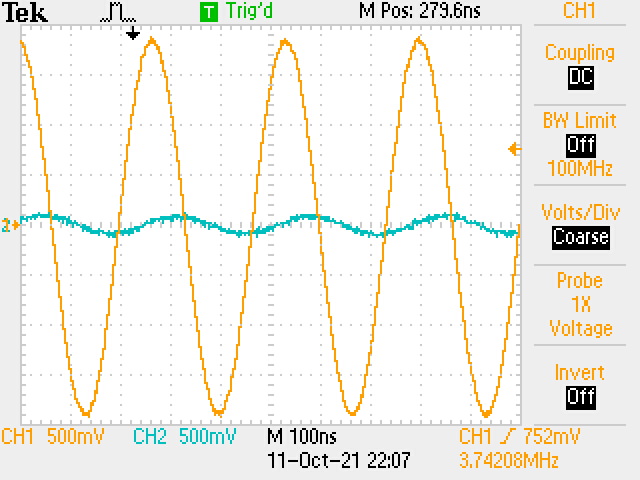 Tek T Trig'd M Pos: 279.6ns CH1
Coupling
DC
BW Limit
Off
100MHz
Volts/Div
Coarse
Probe
1X
Voltage
Invert
Off
2
CH1 500mV CH2 500mV M 100ns CH1 752mV
11-Oct-21 22:07 3.74208MHz